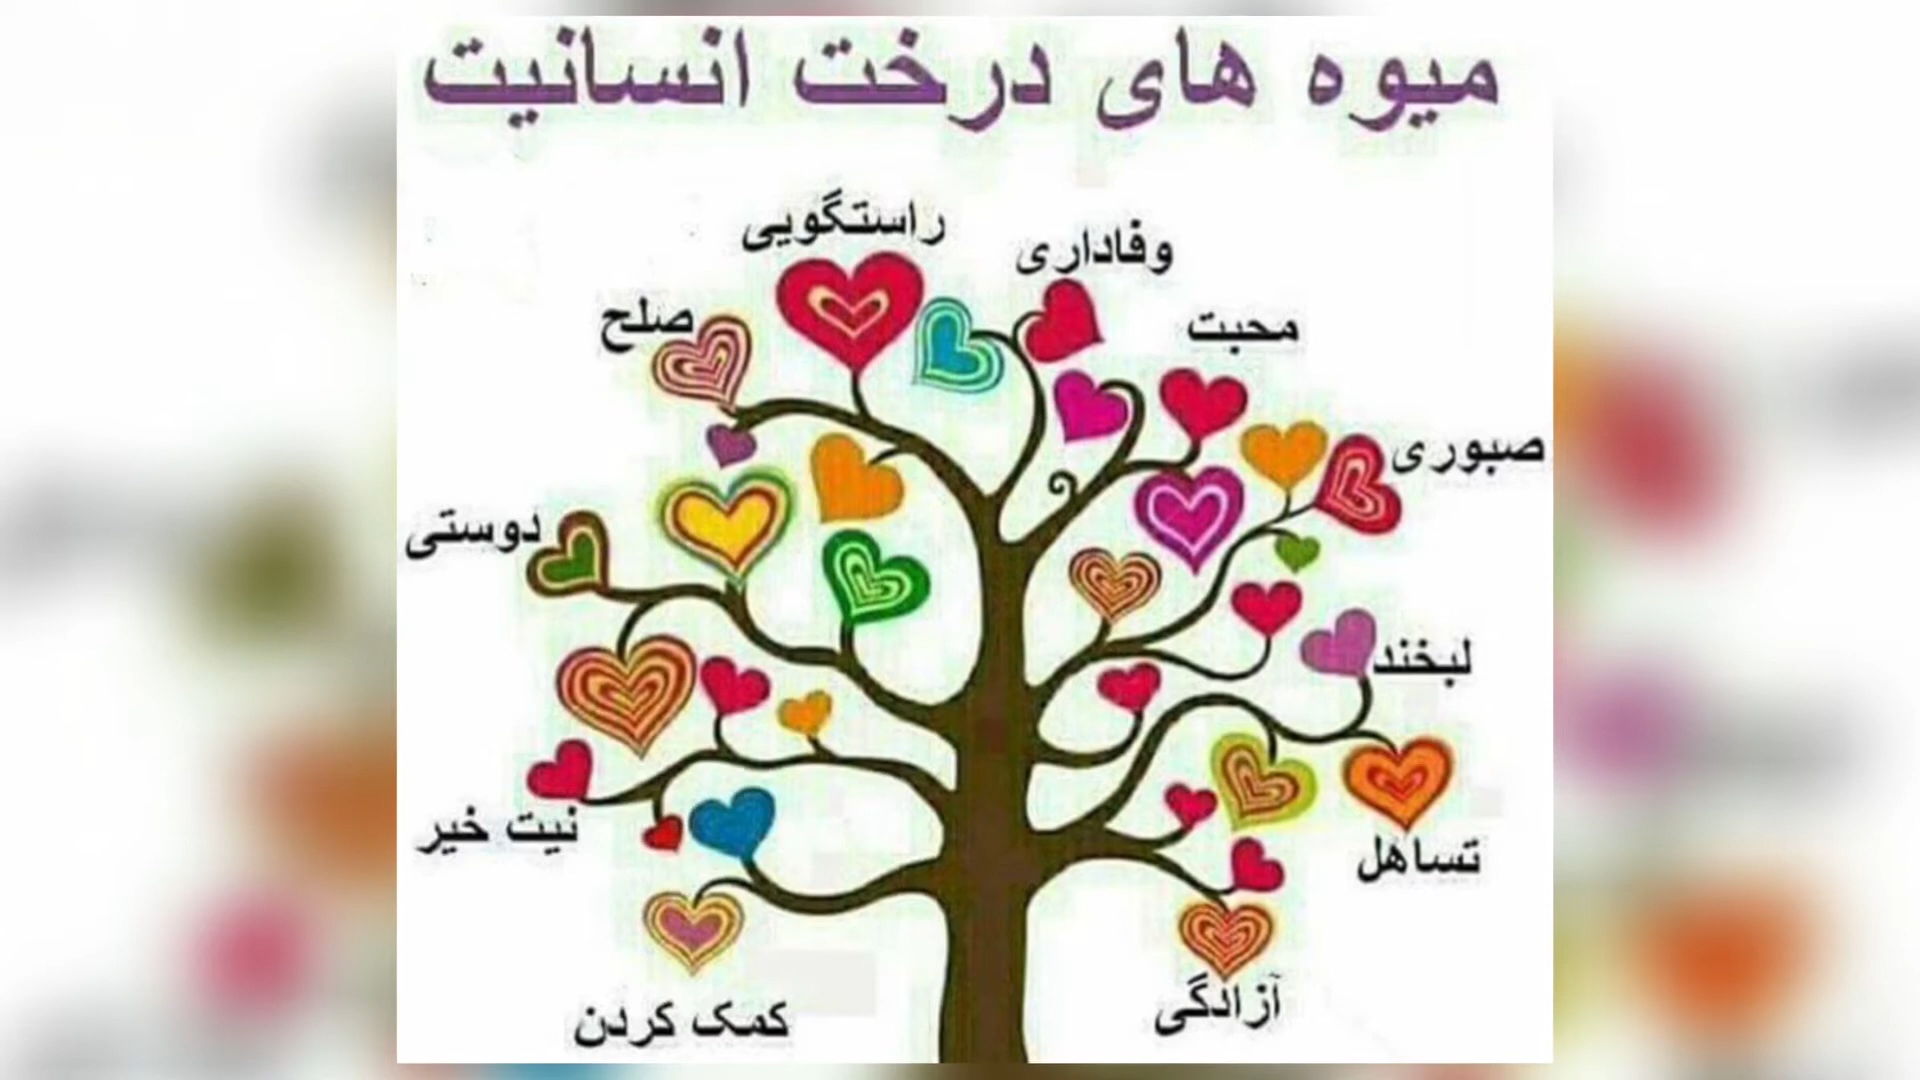 میوه های درخت انسانیت
راستگویی
وفاداری
صلح
محبت
صبوری
دوستی
لبخند
نیت خیر
تساهل
آزادگی
کمک کردن